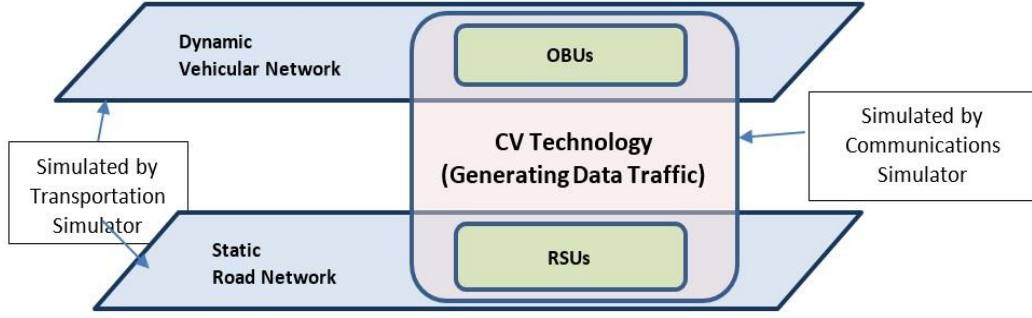 Dynamic
Vehicular Network
OBUs
Simulated by
Communications
Simulator
CV Technology
(Generating Data Traffic)
Simulated by
Transportation
Simulator
Static
Road Network
RSUs